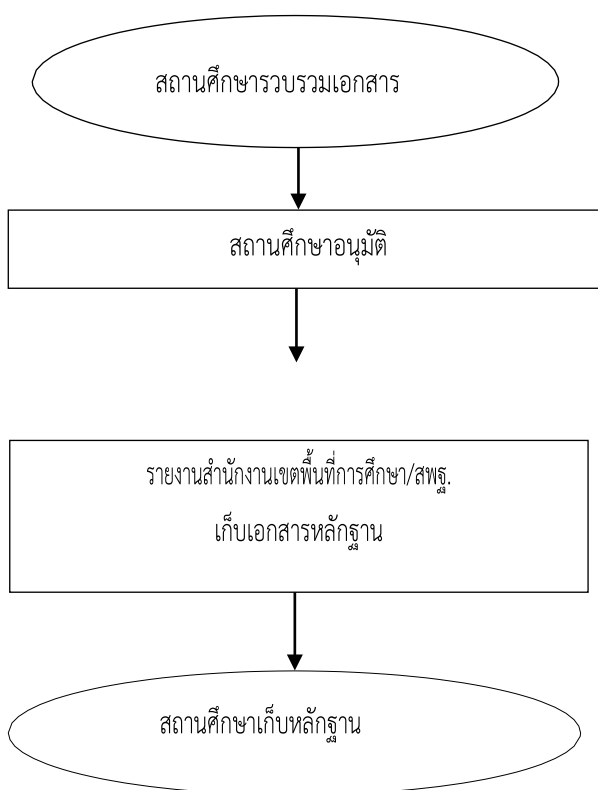 สถานศึกษารวบรวมเอกสาร
สถานศึกษาอนุมัติ
รายงานสำนักงานเขตพื้นที่การศึกษา/สพฐ.
เก็บเอกสารหลักฐาน
สถานศึกษาเก็บหลักฐาน